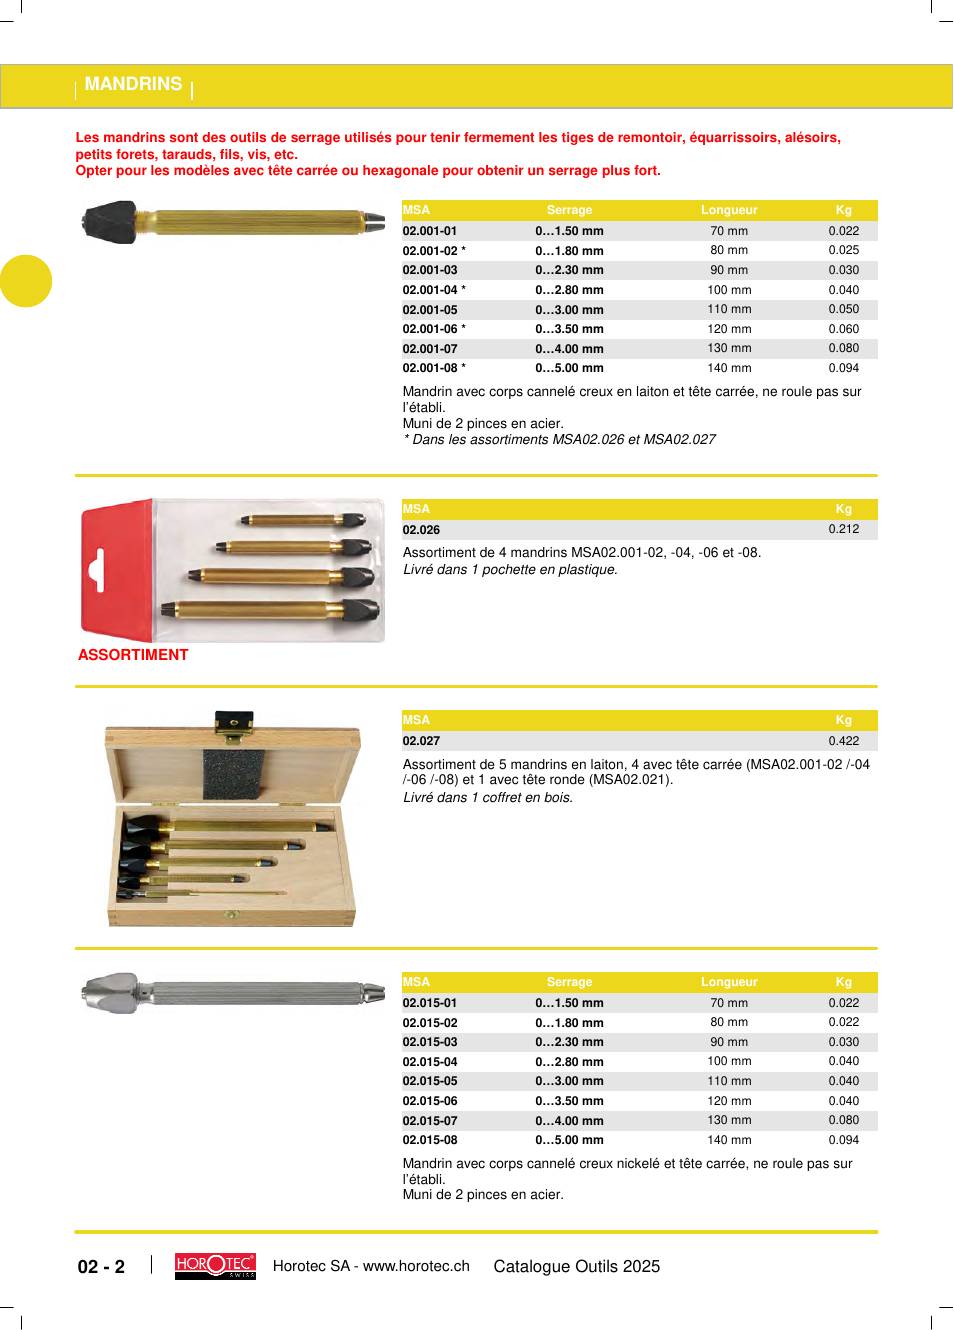 MANDRINS
Les mandrins sont des outils de serrage utilisés pour tenir fermement les tiges de remontoir, équarrissoirs, alésoirs,
petits forets, tarauds, fils, vis, etc.
Opter pour les modèles avec tête carrée ou hexagonale pour obtenir un serrage plus fort.
MSA Serrage Longueur Kg
02.001-01 0…1.50 mm 70 mm 0.022
02.001-02 * 0…1.80 mm 80 mm 0.025
02.001-03 0…2.30 mm 90 mm 0.030
02.001-04 * 0…2.80 mm 100 mm 0.040
02.001-05 0…3.00 mm 110 mm 0.050
02.001-06 * 0…3.50 mm 120 mm 0.060
02.001-07 0…4.00 mm 130 mm 0.080
02.001-08 * 0…5.00 mm 140 mm 0.094
Mandrin avec corps cannelé creux en laiton et tête carrée, ne roule pas sur
l'établi.
Muni de 2 pinces en acier.
* Dans les assortiments MSA02.026 et MSA02.027
MSA Kg
02.026 0.212
Assortiment de 4 mandrins MSA02.001-02, -04, -06 et -08.
Livré dans 1 pochette en plastique.
ASSORTIMENT
MSA Kg
02.027 0.422
Assortiment de 5 mandrins en laiton, 4 avec tête carrée (MSA02.001-02 /-04
/-06 /-08) et 1 avec tête ronde (MSA02.021).
Livré dans 1 coffret en bois.
MSA Serrage Longueur Kg
02.015-01 0…1.50 mm 70 mm 0.022
02.015-02 0…1.80 mm 80 mm 0.022
02.015-03 0…2.30 mm 90 mm 0.030
02.015-04 0…2.80 mm 100 mm 0.040
02.015-05 0…3.00 mm 110 mm 0.040
02.015-06 0…3.50 mm 120 mm 0.040
02.015-07 0…4.00 mm 130 mm 0.080
02.015-08 0…5.00 mm 140 mm 0.094
Mandrin avec corps cannelé creux nickelé et tête carrée, ne roule pas sur
l'établi.
Muni de 2 pinces en acier.
02 - 2 HOROTEC® SWISS Horotec SA - www.horotec.ch Catalogue Outils 2025